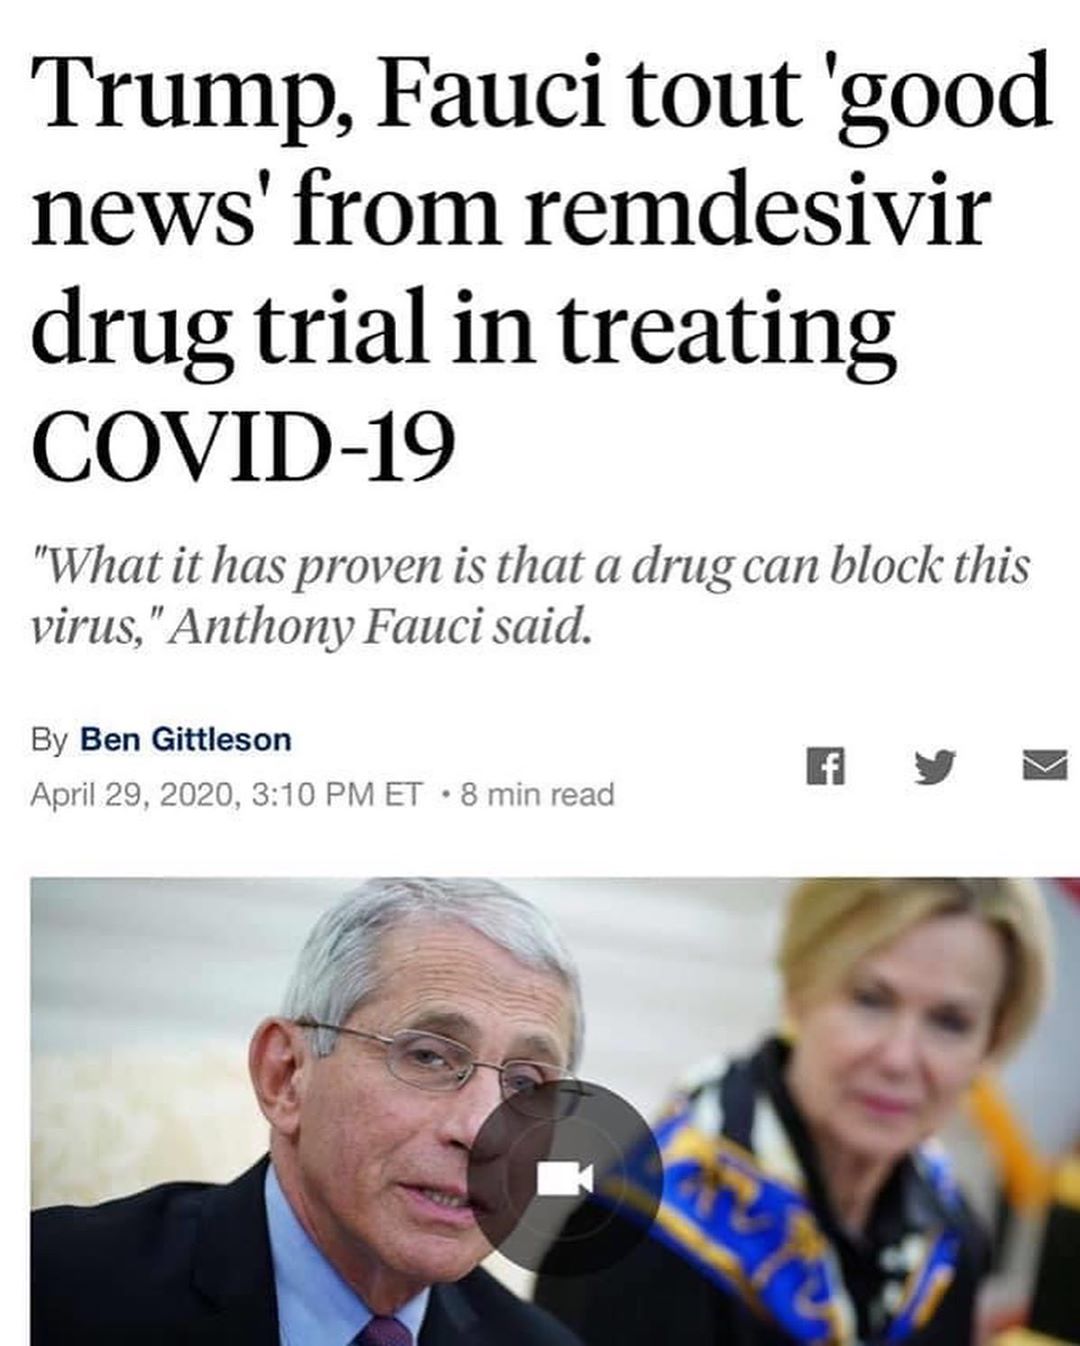 Trump, Fauci tout 'good
news' from remdesivir
drug trial in treating
COVID-19
"What it has proven is that a drug can block this
virus," Anthony Fauci said.
By Ben Gittleson
April 29, 2020, 3:10 PM ET • 8 min read